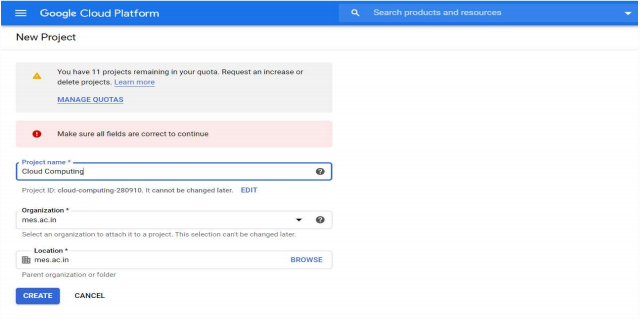 Google Cloud Platform
Search products and resources
New Project
You have 11 projects remaining in your quota. Request an increase or
delete projects. Learn more
MANAGE QUOTAS
Make sure all fields are correct to continue
Project name *
Cloud Computing
Project ID: cloud-computing-280910. It cannot be changed later. EDIT
Organization *
mes.ac.in
Select an organization to attach it to a project. This selection can't be changed later.
Location *
mes.ac.in BROWSE
Parent organization or folder
CREATE CANCEL